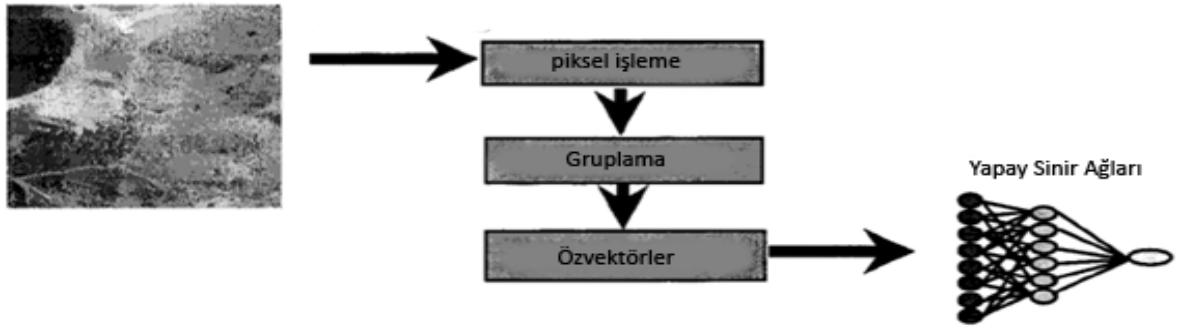 piksel işleme
Gruplama
Özvektörler
Yapay Sinir Ağları